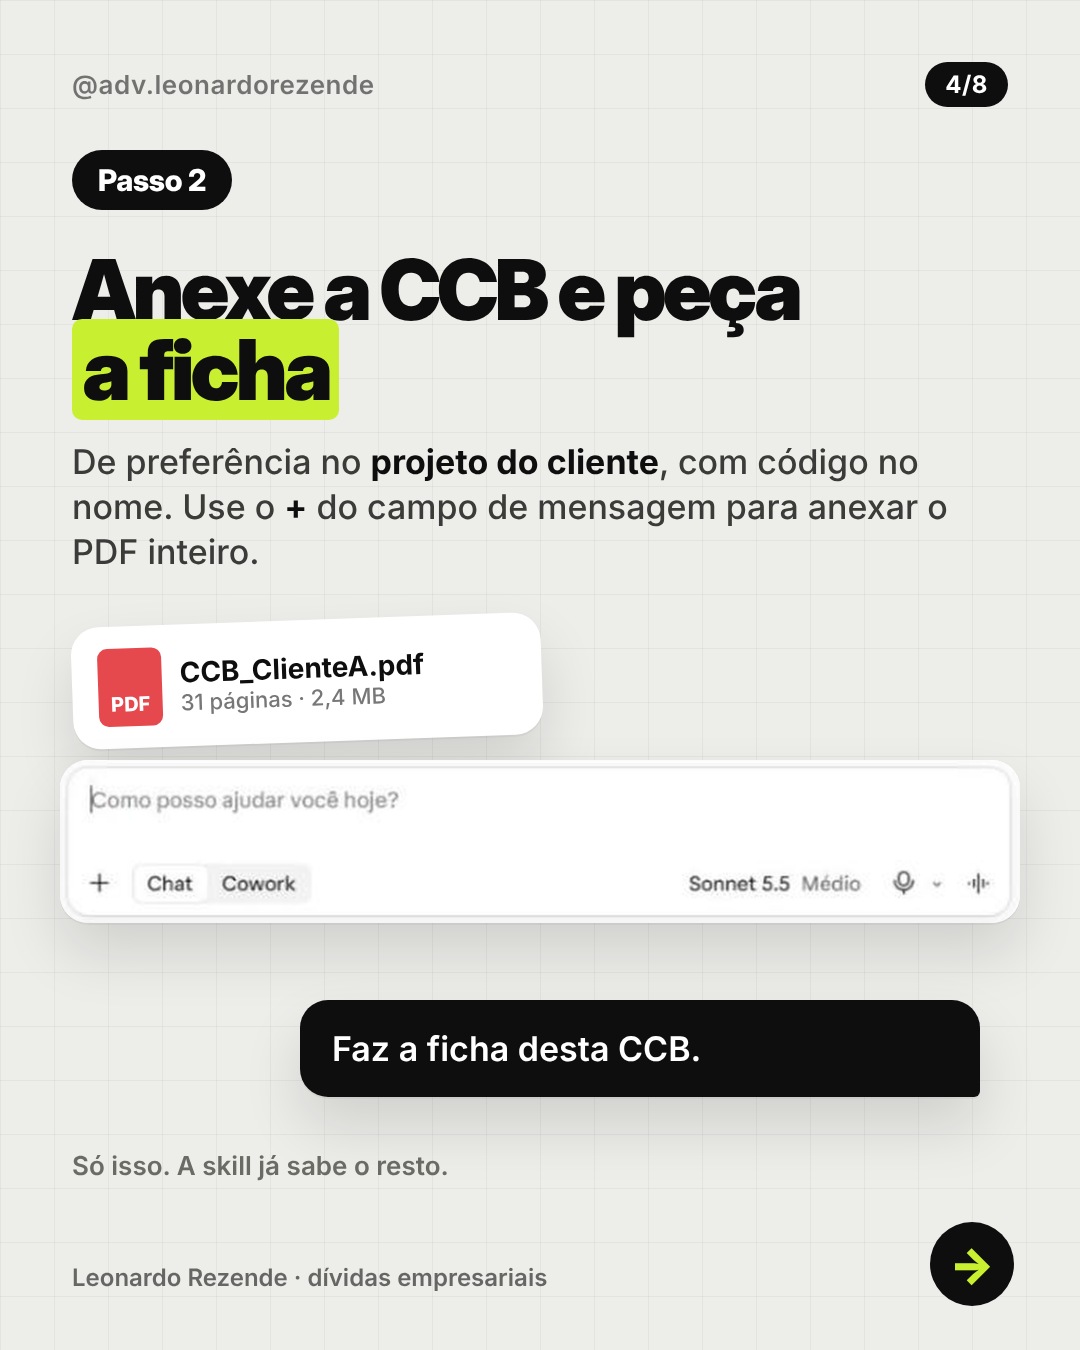 @adv.leonardorezende
4/8
Passo 2
Anexe a CCB e peça
a ficha
De preferência no projeto do cliente, com código no
nome. Use o + do campo de mensagem para anexar o
PDF inteiro.
PDF
CCB_ClienteA.pdf
31 páginas · 2,4 MB
Como posso ajudar você hoje?
+ Chat Cowork Sonnet 5.5 Médio
Faz a ficha desta CCB.
Só isso. A skill já sabe o resto.
Leonardo Rezende · dívidas empresariais